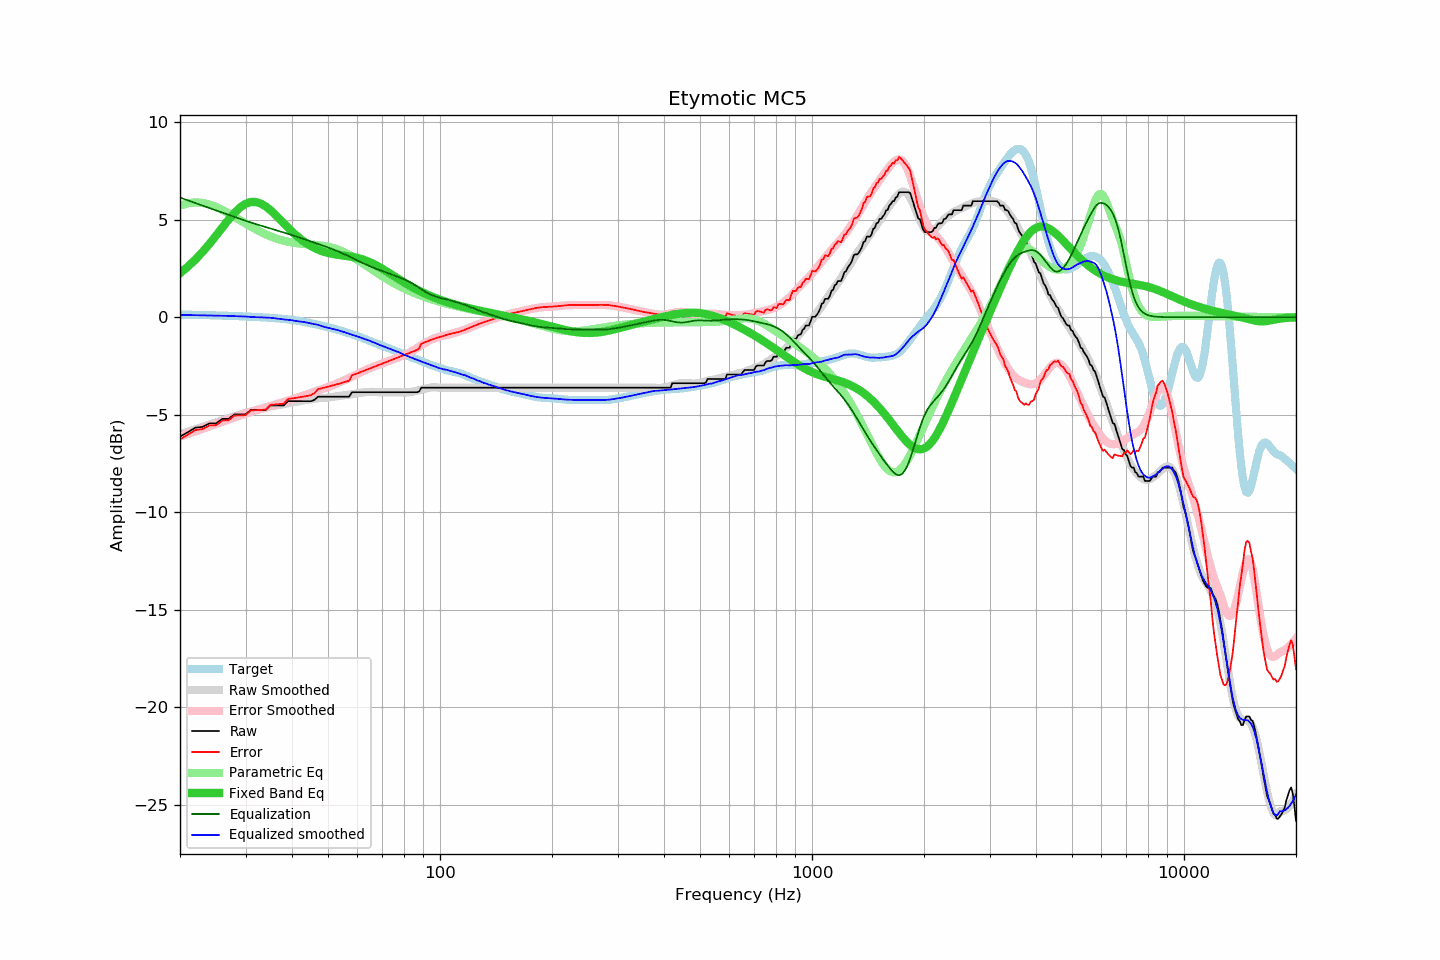 Etymotic MC5
10
5
0
−5
−10
−15
−20
−25
Amplitude (dBr)
Target
Raw Smoothed
Error Smoothed
Raw
Error
Parametric Eq
Fixed Band Eq
Equalization
Equalized smoothed
100
1000
10000
Frequency (Hz)